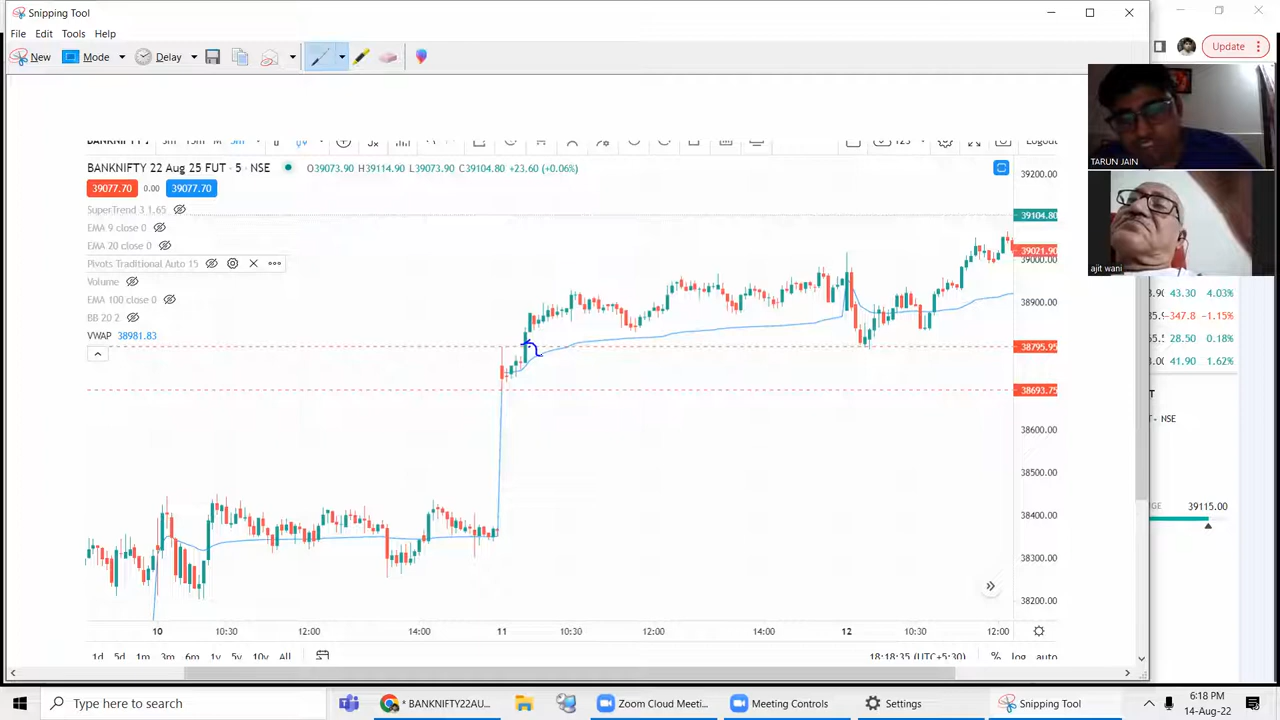 Snipping Tool
File Edit Tools Help
New Mode Delay
Update
TARUN JAIN
ajit wani
BANKNIFTY 22 Aug 25 FUT · 5 · NSE O39073.90 H39114.90 L39073.90 C39104.80 +23.60 (+0.06%)
39077.70 0.00 39077.70
SuperTrend 3 1.65
EMA 9 close 0
EMA 20 close 0
Pivots Traditional Auto 15
Volume
EMA 100 close 0
BB 20 2
VWAP 38981.83
39200.00
39104.80
39021.90
39000.00
38900.00
38795.95
38693.75
38600.00
38500.00
38400.00
38300.00
38200.00
43.30 4.03%
-347.8 -1.15%
28.50 0.18%
41.90 1.62%
NSE
39115.00
10 10:30 12:00 14:00 11 10:30 12:00 14:00 12 10:30 12:00
1d 5d 1m 3m 6m 1y 5y 10y All 18:18:35 (UTC+5:30) % log auto
Type here to search
* BANKNIFTY22AU... Zoom Cloud Meeti... Meeting Controls Settings Snipping Tool
6:18 PM
14-Aug-22